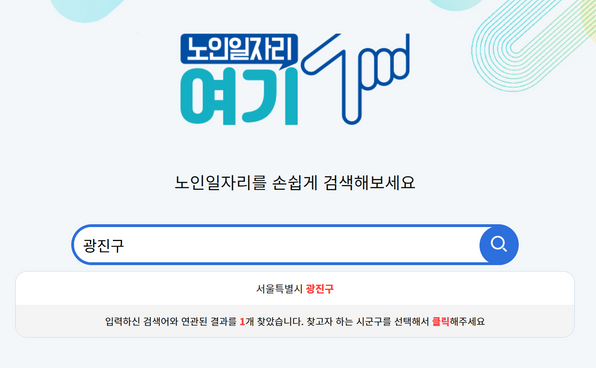 노인일자리
여기
노인일자리를 손쉽게 검색해보세요
광진구
서울특별시 광진구
입력하신 검색어와 연관된 결과를 1개 찾았습니다. 찾고자 하는 시군구를 선택해서 클릭해주세요